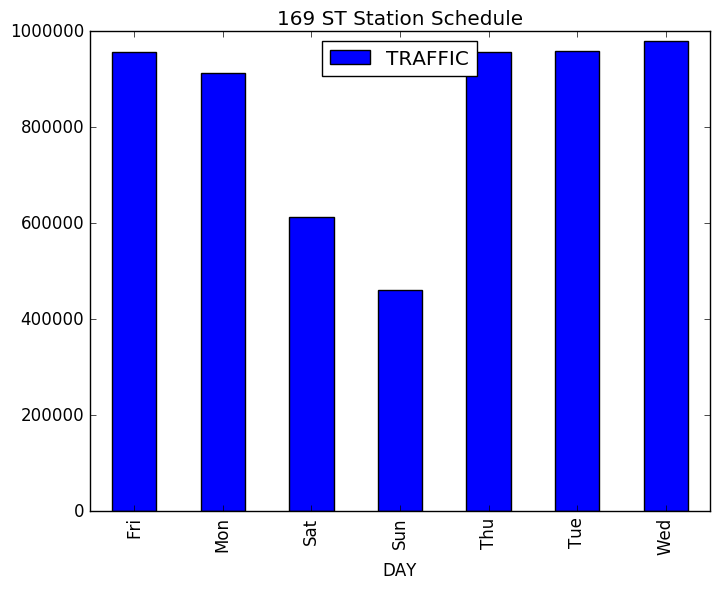 169 ST Station Schedule
1000000
TRAFFIC
800000
600000
400000
200000
0
Fri
Mon
Sat
Sun
Thu
Tue
Wed
DAY